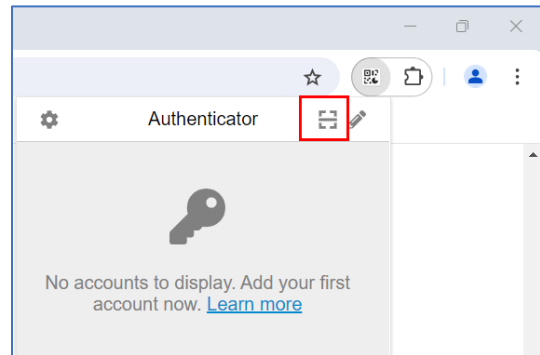 Authenticator
No accounts to display. Add your first
account now. Learn more